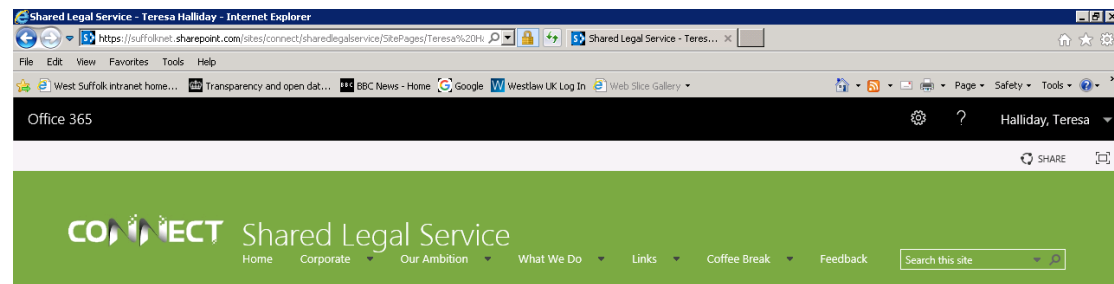 Shared Legal Service - Teresa Halliday - Internet Explorer
https://suffolknet.sharepoint.com/sites/connect/sharedlegalservice/SitePages/Teresa%20H
Shared Legal Service - Teres...
File Edit View Favorites Tools Help
West Suffolk intranet home... Transparency and open dat... BBC BBC News - Home Google Westlaw UK Log In Web Slice Gallery Page Safety Tools
Office 365 ? Halliday, Teresa
SHARE
CONNECT Shared Legal Service
Home Corporate Our Ambition What We Do Links Coffee Break Feedback Search this site